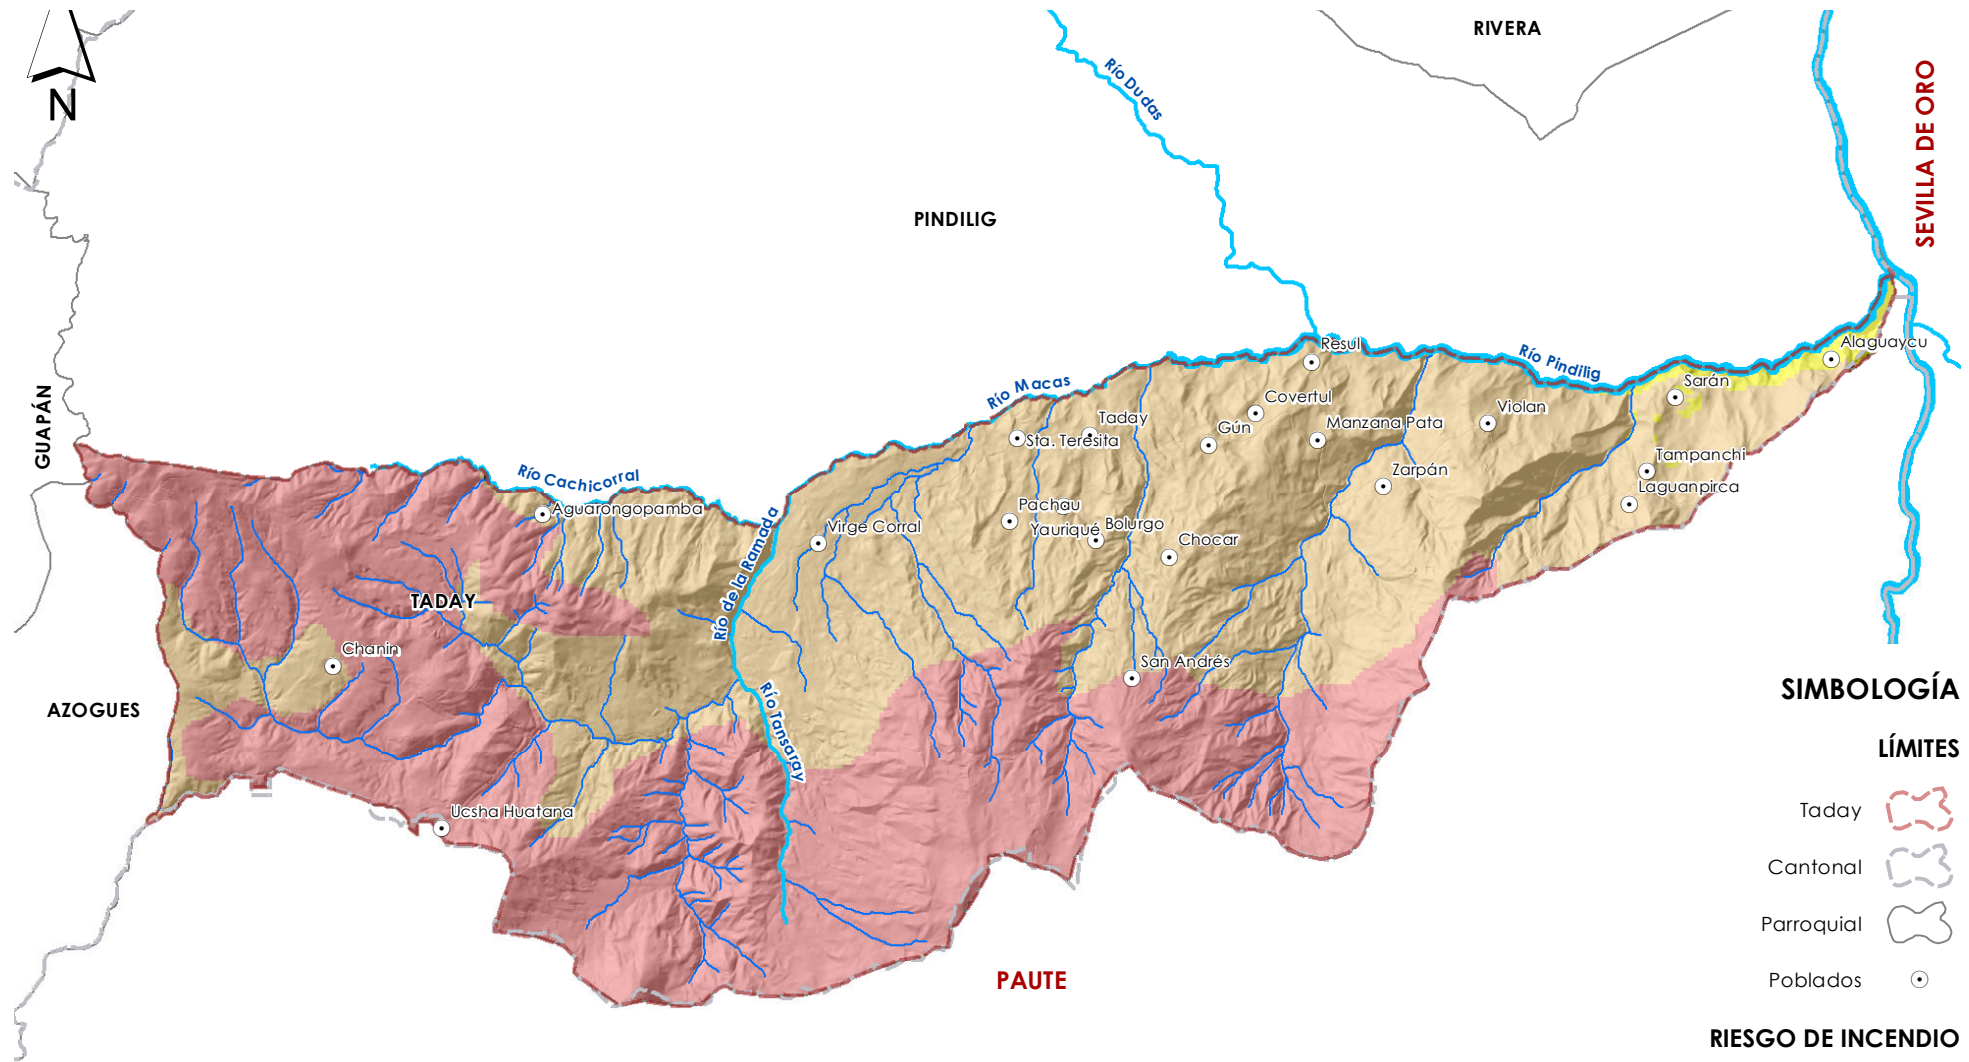 RIVERA
Río Dudas
SEVILLA DE ORO
N
PINDILIG
Resul
Río Pindilig
Alaguaycu
Río Macas
Sarán
Covertul
Violan
Taday
Gún
Manzana Pata
GUAPÁN
Sta. Teresita
Tampanchi
Río Cachicorral
Zarpán
Laguanpirca
Aguarongopamba
Pachau
Virge Corral
Yauriqué
Bolurgo
Chocar
Río de la Ramada
TADAY
Chanin
San Andrés
AZOGUES
Río Tansaray
Ucsha Huatana
PAUTE
SIMBOLOGÍA
LÍMITES
Taday
Cantonal
Parroquial
Poblados
RIESGO DE INCENDIO